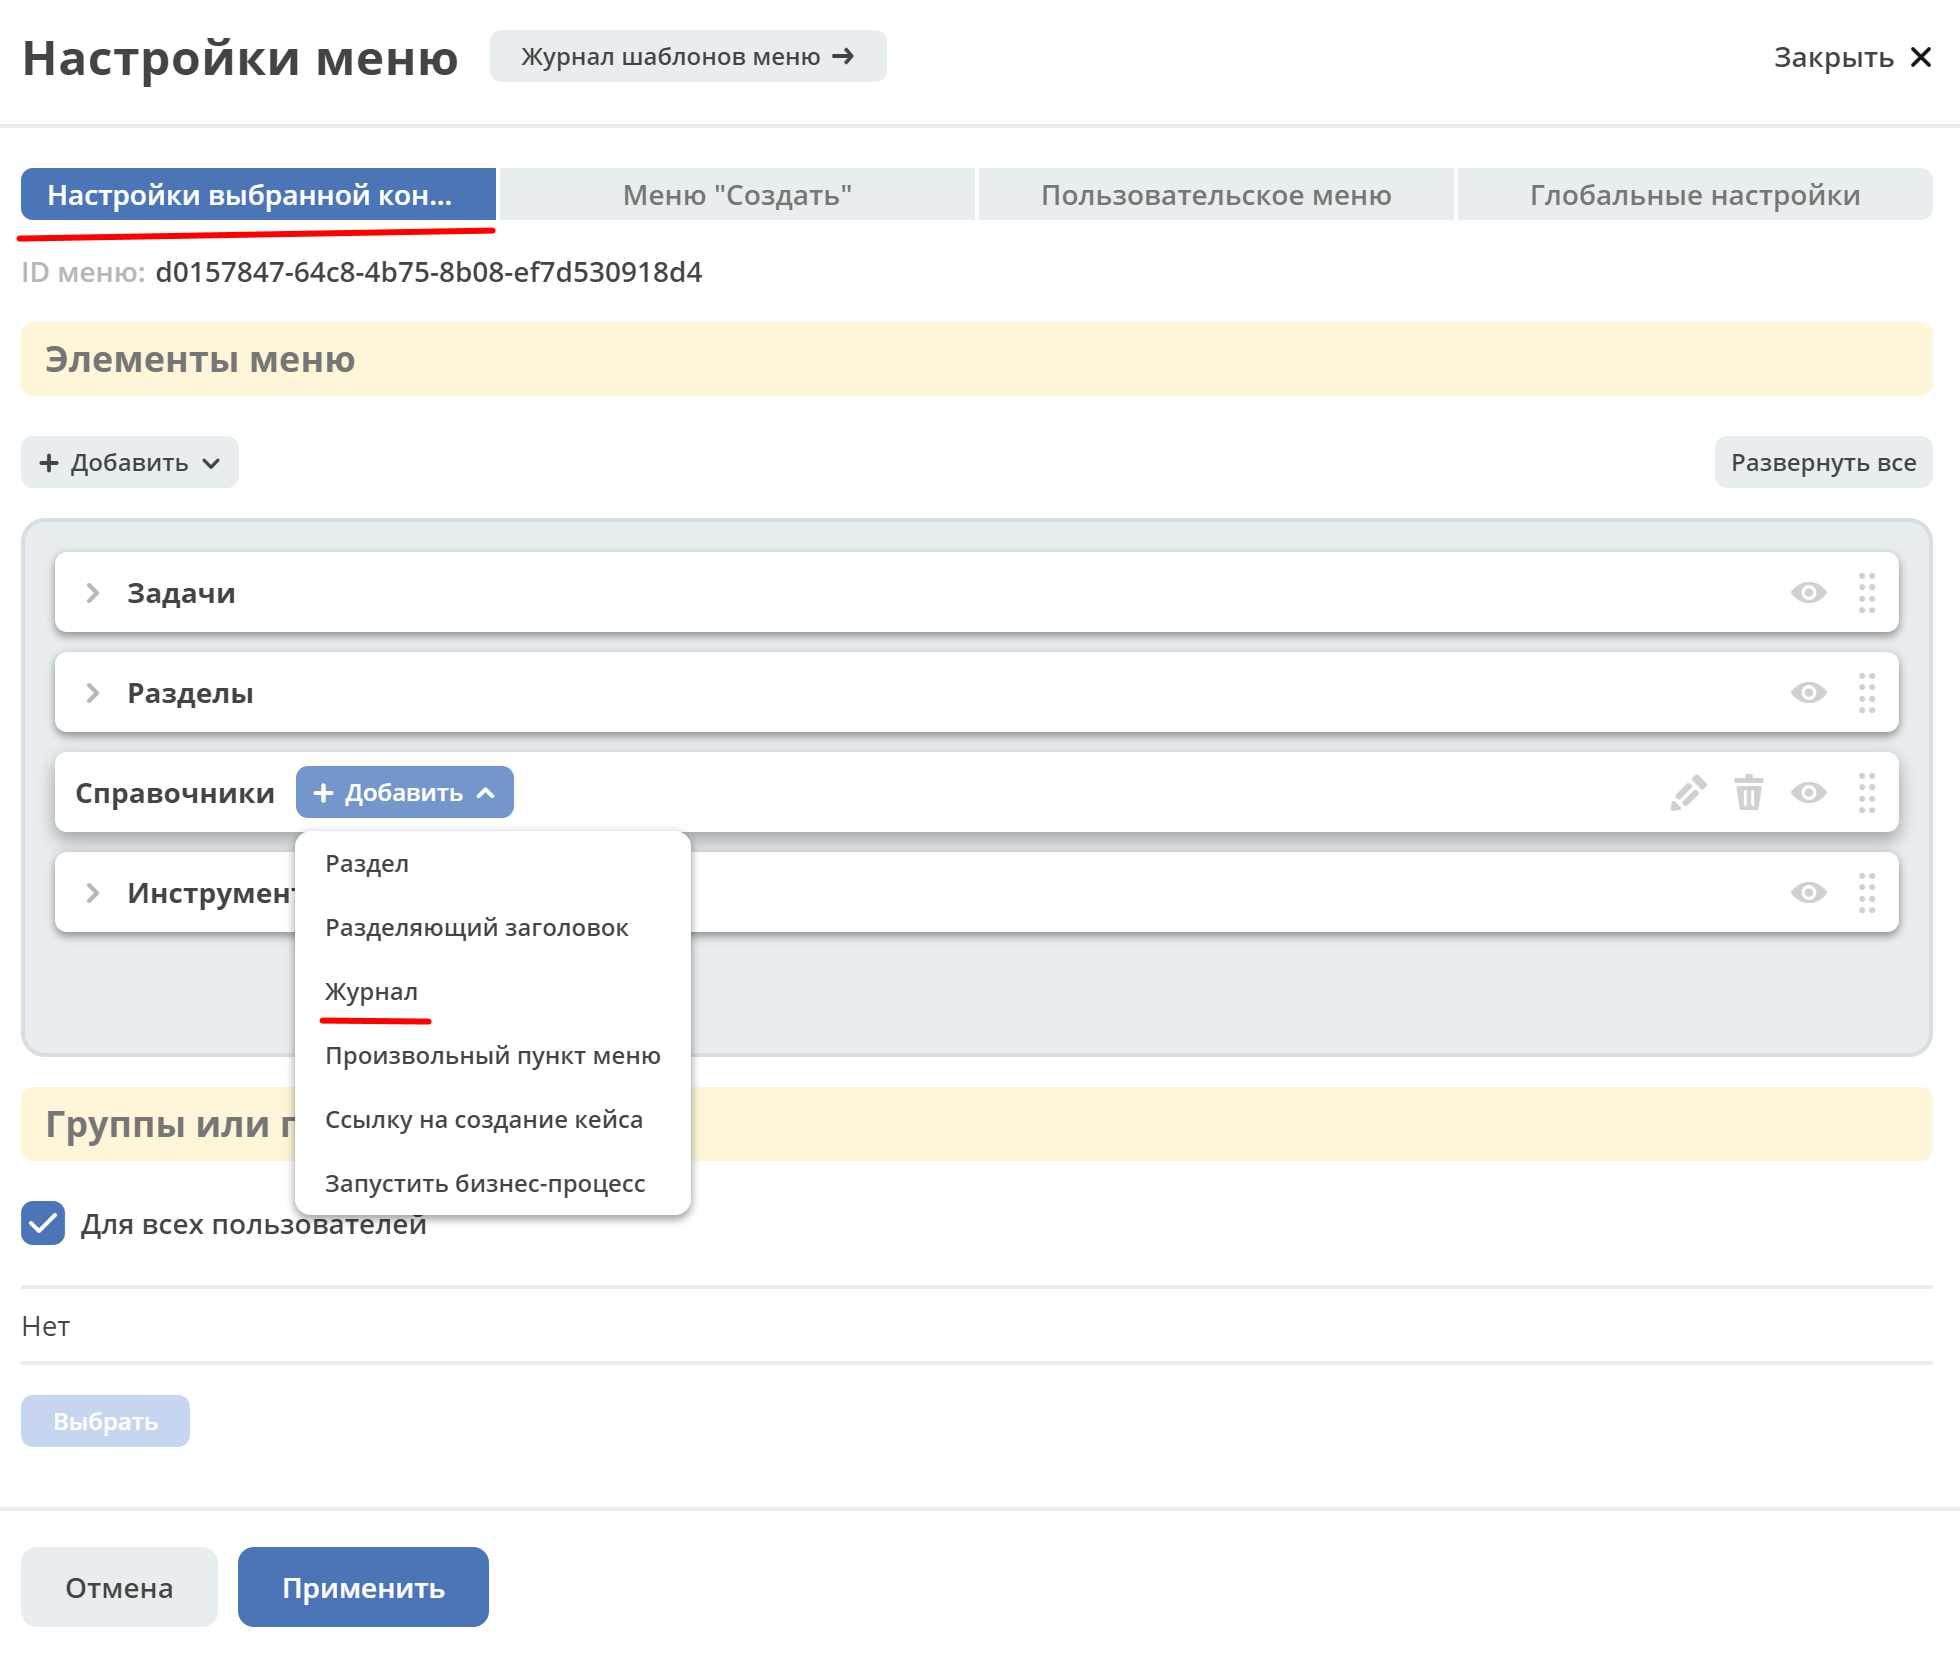 Настройки меню
Журнал шаблонов меню →
Закрыть ✕
Настройки выбранной кон...
Меню "Создать"
Пользовательское меню
Глобальные настройки
ID меню: d0157847-64c8-4b75-8b08-ef7d530918d4
Элементы меню
+ Добавить
Развернуть все
Задачи
Разделы
Справочники
+ Добавить
Раздел
Инструмен
Разделяющий заголовок
Журнал
Произвольный пункт меню
Группы или
Ссылку на создание кейса
Запустить бизнес-процесс
Для всех пользователей
Нет
Выбрать
Отмена
Применить